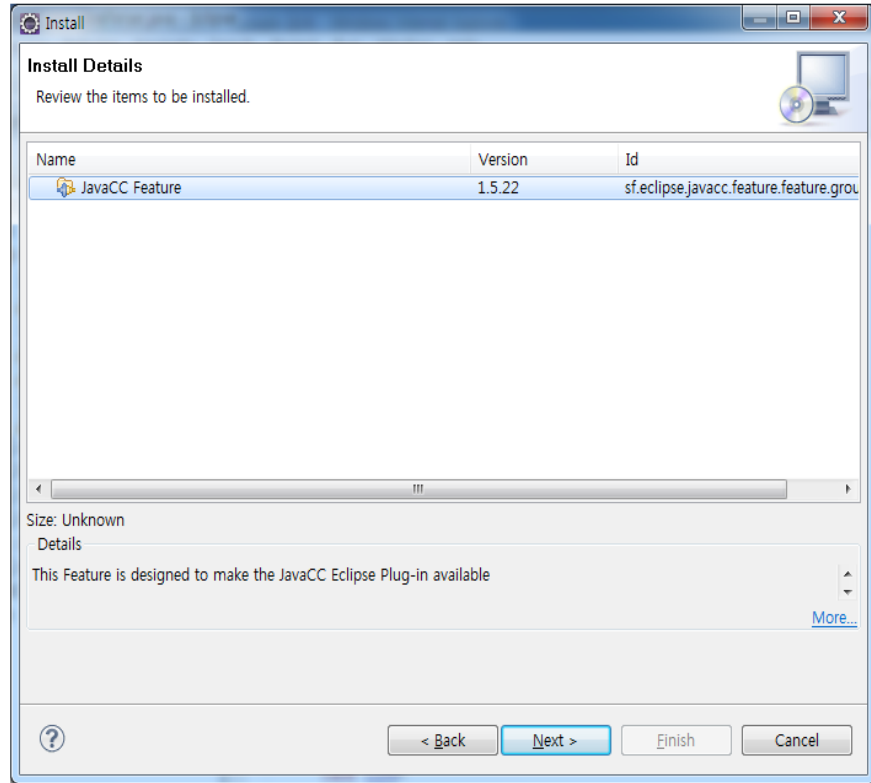 Install
Install Details
Review the items to be installed.
Name Version Id
JavaCC Feature 1.5.22 sf.eclipse.javacc.feature.feature.grou
Size: Unknown
Details
This Feature is designed to make the JavaCC Eclipse Plug-in available
More...
< Back Next > Finish Cancel